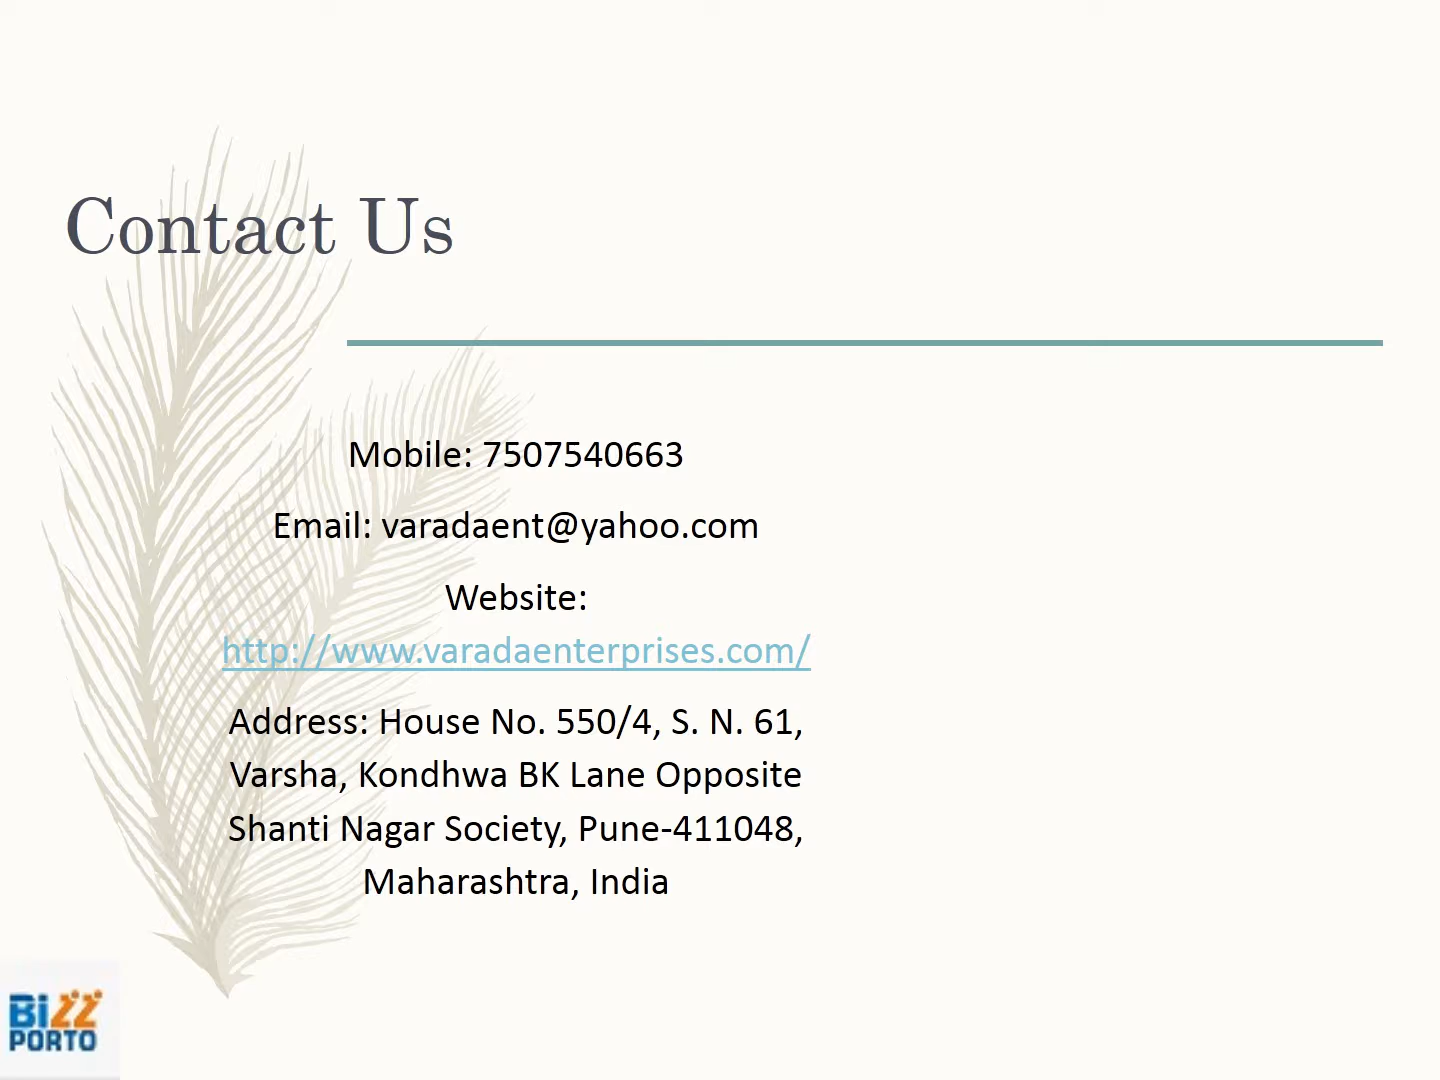 Contact Us
Mobile: 7507540663
Email: varadaent@yahoo.com
Website:
http://www.varadaenterprises.com/
Address: House No. 550/4, S. N. 61,
Varsha, Kondhwa BK Lane Opposite
Shanti Nagar Society, Pune-411048,
Maharashtra, India
BiZZ
PORTO